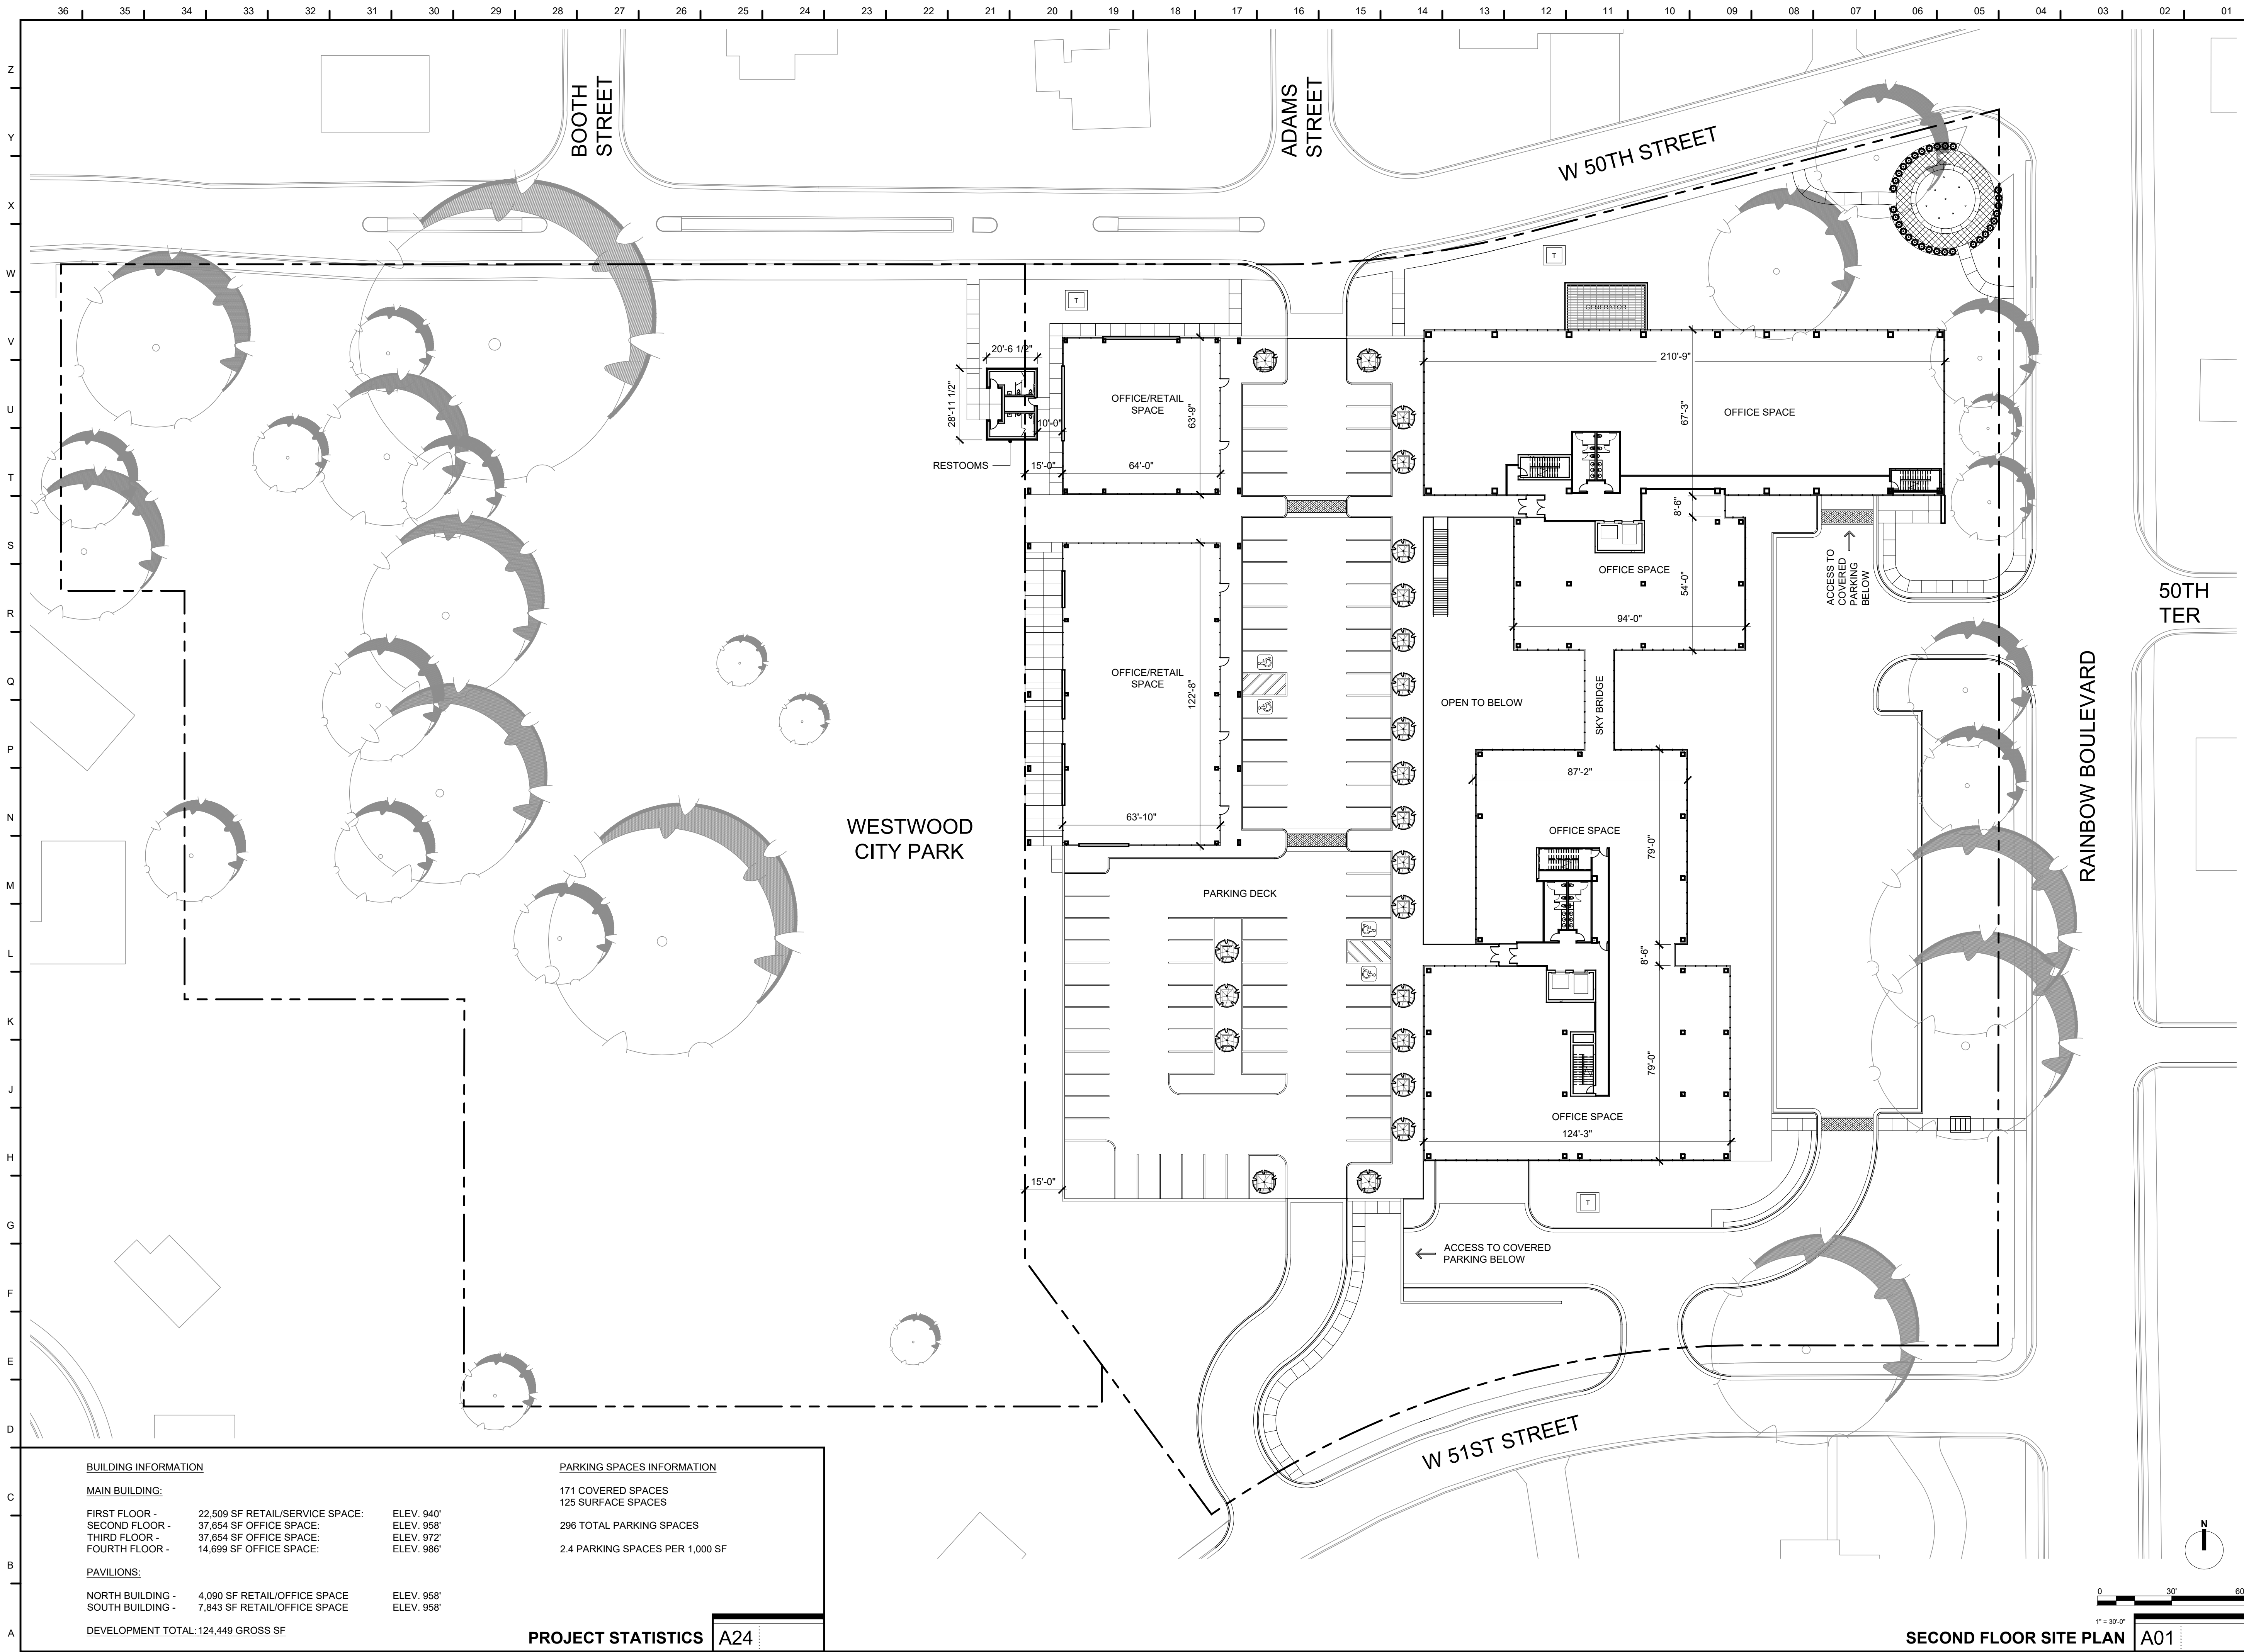 36 35 34 33 32 31 30 29 28 27 26 25 24 23 22 21 20 19 18 17 16 15 14 13 12 11 10 09 08 07 06 05 04 03 02 01
Z
Y
X
W
V
U
T
S
R
Q
P
N
M
L
K
J
H
G
F
E
D
C
B
A
BOOTH
STREET
ADAMS
STREET
W 50TH STREET
T
T
GENERATOR
20'-6 1/2"
28'-11 1/2"
10'-0"
RESTOOMS
15'-0"
OFFICE/RETAIL
SPACE
63'-9"
64'-0"
210'-9"
67'-3"
OFFICE SPACE
8'-6"
OFFICE SPACE
54'-0"
94'-0"
ACCESS TO
COVERED
PARKING
BELOW
50TH
TER
RAINBOW BOULEVARD
OFFICE/RETAIL
SPACE
122'-8"
63'-10"
OPEN TO BELOW
SKY BRIDGE
87'-2"
OFFICE SPACE
79'-0"
WESTWOOD
CITY PARK
PARKING DECK
8'-6"
79'-0"
OFFICE SPACE
124'-3"
15'-0"
T
ACCESS TO COVERED
PARKING BELOW
W 51ST STREET
BUILDING INFORMATION
MAIN BUILDING:
FIRST FLOOR - 22,509 SF RETAIL/SERVICE SPACE: ELEV. 940'
SECOND FLOOR - 37,654 SF OFFICE SPACE: ELEV. 958'
THIRD FLOOR - 37,654 SF OFFICE SPACE: ELEV. 972'
FOURTH FLOOR - 14,699 SF OFFICE SPACE: ELEV. 986'
PAVILIONS:
NORTH BUILDING - 4,090 SF RETAIL/OFFICE SPACE ELEV. 958'
SOUTH BUILDING - 7,843 SF RETAIL/OFFICE SPACE ELEV. 958'
DEVELOPMENT TOTAL: 124,449 GROSS SF
PARKING SPACES INFORMATION
171 COVERED SPACES
125 SURFACE SPACES
296 TOTAL PARKING SPACES
2.4 PARKING SPACES PER 1,000 SF
PROJECT STATISTICS A24
N
0 30' 60
1" = 30'-0"
SECOND FLOOR SITE PLAN A01